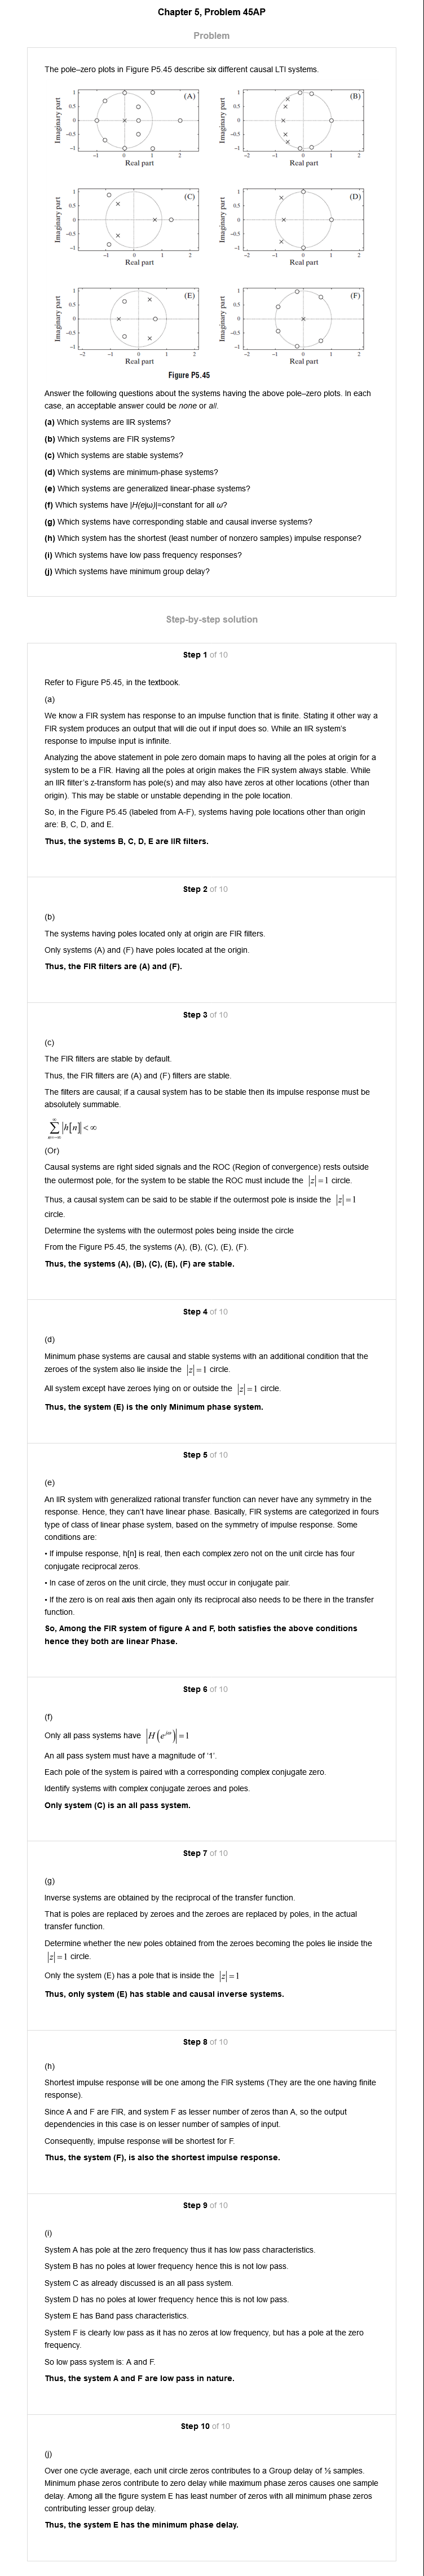 Chapter 5, Problem 45AP
Problem
The pole–zero plots in Figure P5.45 describe six different causal LTI systems.
(A)
Imaginary part
1
0.5
0
−0.5
−1
−1
0
1
2
Real part
(B)
Imaginary part
1
0.5
0
−0.5
−1
−2
−1
0
1
2
Real part
(C)
Imaginary part
1
0.5
0
−0.5
−1
−2
−1
0
1
2
Real part
(D)
Imaginary part
1
0.5
0
−0.5
−1
−2
−1
0
1
2
Real part
(E)
Imaginary part
1
0.5
0
−0.5
−1
−2
−1
0
1
2
Real part
(F)
Imaginary part
1
0.5
0
−0.5
−1
−2
−1
0
1
2
Real part
Figure P5.45
Answer the following questions about the systems having the above pole–zero plots. In each
case, an acceptable answer could be none or all.
(a) Which systems are IIR systems?
(b) Which systems are FIR systems?
(c) Which systems are stable systems?
(d) Which systems are minimum-phase systems?
(e) Which systems are generalized linear-phase systems?
(f) Which systems have |H(ejω)|=constant for all ω?
(g) Which systems have corresponding stable and causal inverse systems?
(h) Which system has the shortest (least number of nonzero samples) impulse response?
(i) Which systems have low pass frequency responses?
(j) Which systems have minimum group delay?
Step-by-step solution
Step 1 of 10
Refer to Figure P5.45, in the textbook.
(a)
We know a FIR system has response to an impulse function that is finite. Stating it other way a
FIR system produces an output that will die out if input does so. While an IIR system's
response to impulse input is infinite.
Analyzing the above statement in pole zero domain maps to having all the poles at origin for a
system to be a FIR. Having all poles at origin makes the FIR system always stable. While
an IIR filter's z-transform has pole(s) and may also have zeros at other locations (other than
origin). This may be stable or unstable depending in the pole location.
So, in the Figure P5.45 (labeled from A-F), systems having pole locations other than origin
are: B, C, D, and E.
Thus, the systems B, C, D, E are IIR filters.
Step 2 of 10
(b)
The systems having poles located only at origin are FIR filters.
Only systems (A) and (F) have poles located at the origin.
Thus, the FIR filters are (A) and (F).
Step 3 of 10
(c)
The FIR filters are stable by default.
Thus, the FIR filters are (A) and (F) filters are stable.
The filters are causal; if a causal system has to be stable then its impulse response must be
absolutely summable.
∞ ∑ n=−∞ |h[n]| < ∞
(Or)
Causal systems are right sided signals and the ROC (Region of convergence) rests outside
the outermost pole, for the system to be stable the ROC must include the |z| = 1 circle.
Thus, a causal system can be said to be stable if the outermost pole is inside the |z| = 1
circle.
Determine the systems with the outermost poles being inside the circle
From the Figure P5.45, the systems (A), (B), (C), (E), (F).
Thus, the systems (A), (B), (C), (E), (F) are stable.
Step 4 of 10
(d)
Minimum phase systems are causal and stable systems with an additional condition that the
zeroes of the system also lie inside the |z| = 1 circle.
All system except have zeroes lying on or outside the |z| = 1 circle.
Thus, the system (E) is the only Minimum phase system.
Step 5 of 10
(e)
An IIR system with generalized rational transfer function can never have any symmetry in the
response. Hence, they can't have linear phase. Basically, FIR systems are categorized in fours
type of class of linear phase system, based on the symmetry of impulse response. Some
conditions are:
• If impulse response, h[n] is real, then each complex zero not on the unit circle has four
conjugate reciprocal zeros.
• In case of zeros on the unit circle, they must occur in conjugate pair.
• If the zero is on real axis then again only its reciprocal also needs to be there in the transfer
function.
So, Among the FIR system of figure A and F, both satisfies the above conditions
hence they both are linear Phase.
Step 6 of 10
(f)
Only all pass systems have |H(e^jω)| = 1
An all pass system must have a magnitude of '1'.
Each pole of the system is paired with a corresponding complex conjugate zero.
Identify systems with complex conjugate zeroes and poles.
Only system (C) is an all pass system.
Step 7 of 10
(g)
Inverse systems are obtained by the reciprocal of the transfer function.
That is poles are replaced by zeroes and the zeroes are replaced by poles, in the actual
transfer function.
Determine whether the new poles obtained from the zeroes becoming the poles lie inside the
|z| = 1 circle.
Only the system (E) has a pole that is inside the |z| = 1
Thus, only system (E) has stable and causal inverse systems.
Step 8 of 10
(h)
Shortest impulse response will be one among the FIR systems (They are the one having finite
response).
Since A and F are FIR, and system F as lesser number of zeros than A, so the output
dependencies in this case is on lesser number of samples of input.
Consequently, impulse response will be shortest for F.
Thus, the system (F), is also the shortest impulse response.
Step 9 of 10
(i)
System A has pole at the zero frequency thus it has low pass characteristics.
System B has no poles at lower frequency hence this is not low pass.
System C as already discussed is an all pass system.
System D has no poles at lower frequency hence this is not low pass.
System E has Band pass characteristics.
System F is clearly low pass as it has no zeros at low frequency, but has a pole at the zero
frequency.
So low pass system is: A and F.
Thus, the system A and F are low pass in nature.
Step 10 of 10
(j)
Over one cycle average, each unit circle zeros contributes to a Group delay of ½ samples.
Minimum phase zeros contribute to zero delay while maximum phase zeros causes one sample
delay. Among all the figure system E has least number of zeros with all minimum phase zeros
contributing lesser group delay.
Thus, the system E has the minimum phase delay.